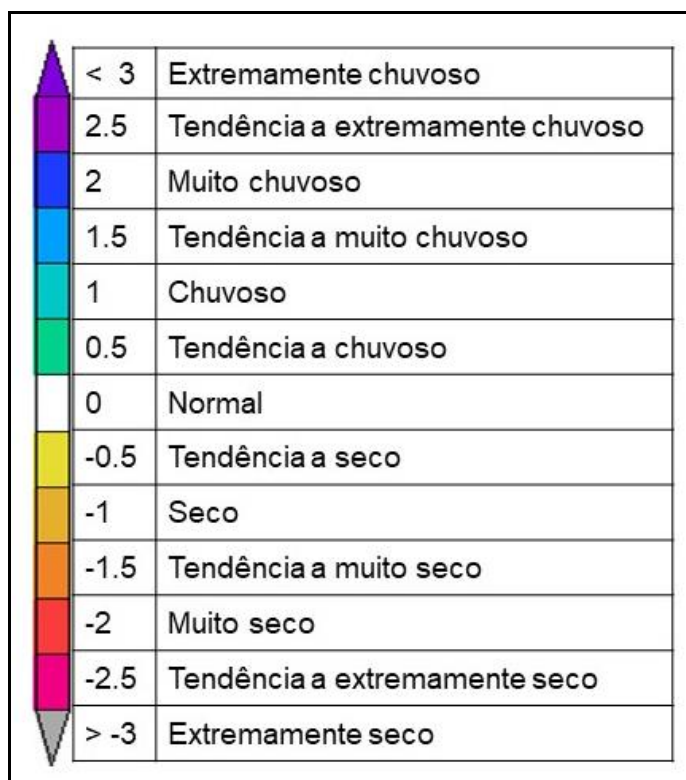 < 3 Extremamente chuvoso
2.5 Tendência a extremamente chuvoso
2 Muito chuvoso
1.5 Tendência a muito chuvoso
1 Chuvoso
0.5 Tendência a chuvoso
0 Normal
-0.5 Tendência a seco
-1 Seco
-1.5 Tendência a muito seco
-2 Muito seco
-2.5 Tendência a extremamente seco
> -3 Extremamente seco